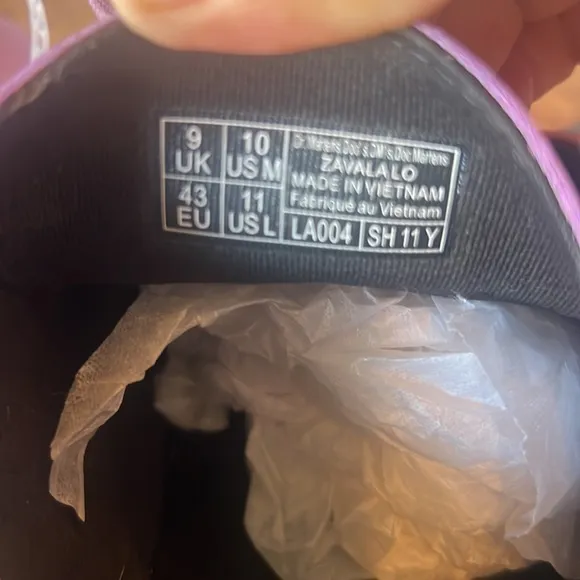 9 UK
10 US M
43 EU
11 US L
Dr. Martens, Doc's, DM's, Doc Martens
ZAVALA LO
MADE IN VIETNAM
Fabriqué au Vietnam
LA004
SH 11 Y